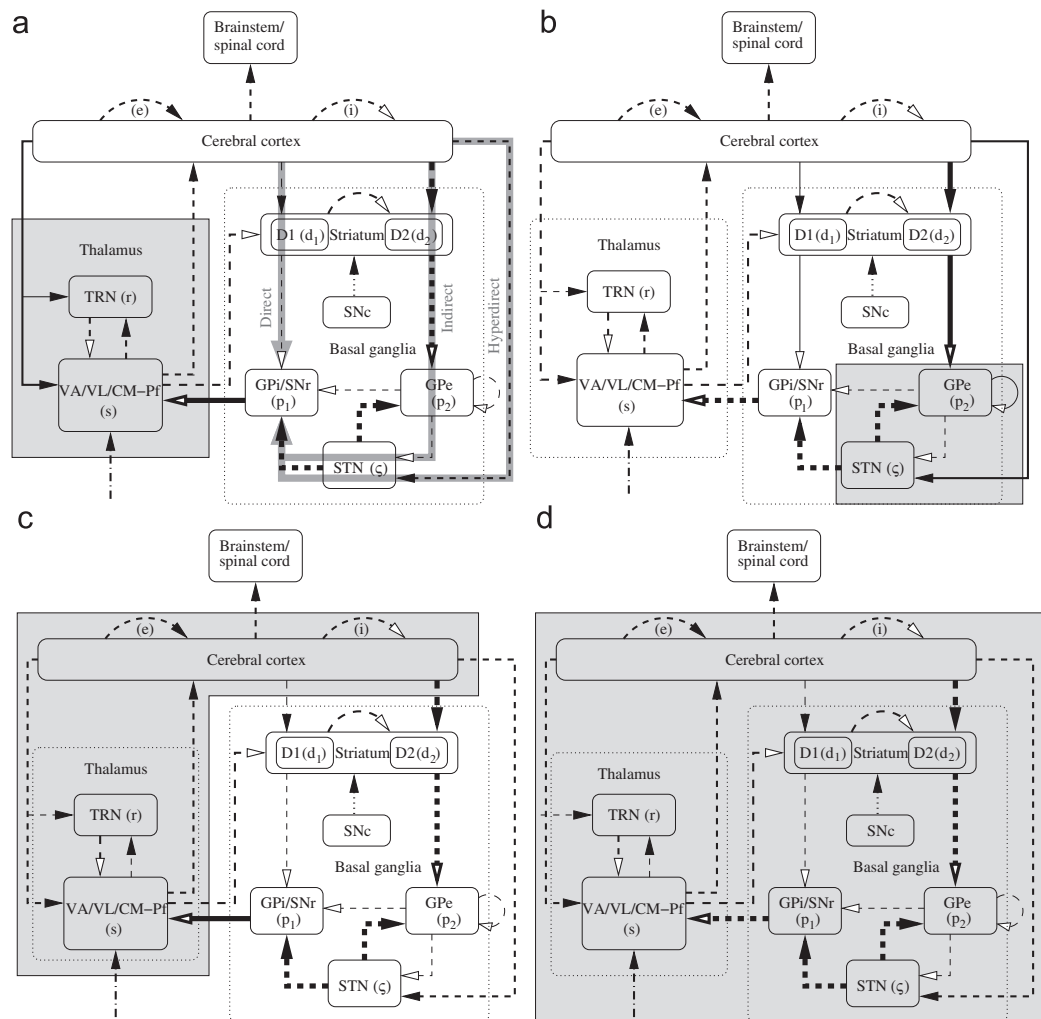 a
Brainstem/
spinal cord
(e)
(i)
Cerebral cortex
Thalamus
D1 (d1)
Striatum
D2(d2)
TRN (r)
SNc
Direct
Indirect
Hyperdirect
Basal ganglia
VA/VL/CM–Pf
(s)
GPi/SNr
(p1)
GPe
(p2)
STN (ς)
b
Brainstem/
spinal cord
(e)
(i)
Cerebral cortex
Thalamus
D1(d1)
Striatum
D2(d2)
TRN (r)
SNc
Basal ganglia
VA/VL/CM–Pf
(s)
GPi/SNr
(p1)
GPe
(p2)
STN (ς)
c
Brainstem/
spinal cord
(e)
(i)
Cerebral cortex
Thalamus
D1(d1)
Striatum
D2(d2)
TRN (r)
SNc
Basal ganglia
VA/VL/CM–Pf
(s)
GPi/SNr
(p1)
GPe
(p2)
STN (ς)
d
Brainstem/
spinal cord
(e)
(i)
Cerebral cortex
Thalamus
D1(d1)
Striatum
D2(d2)
TRN (r)
SNc
Basal ganglia
VA/VL/CM–Pf
(s)
GPi/SNr
(p1)
GPe
(p2)
STN (ς)